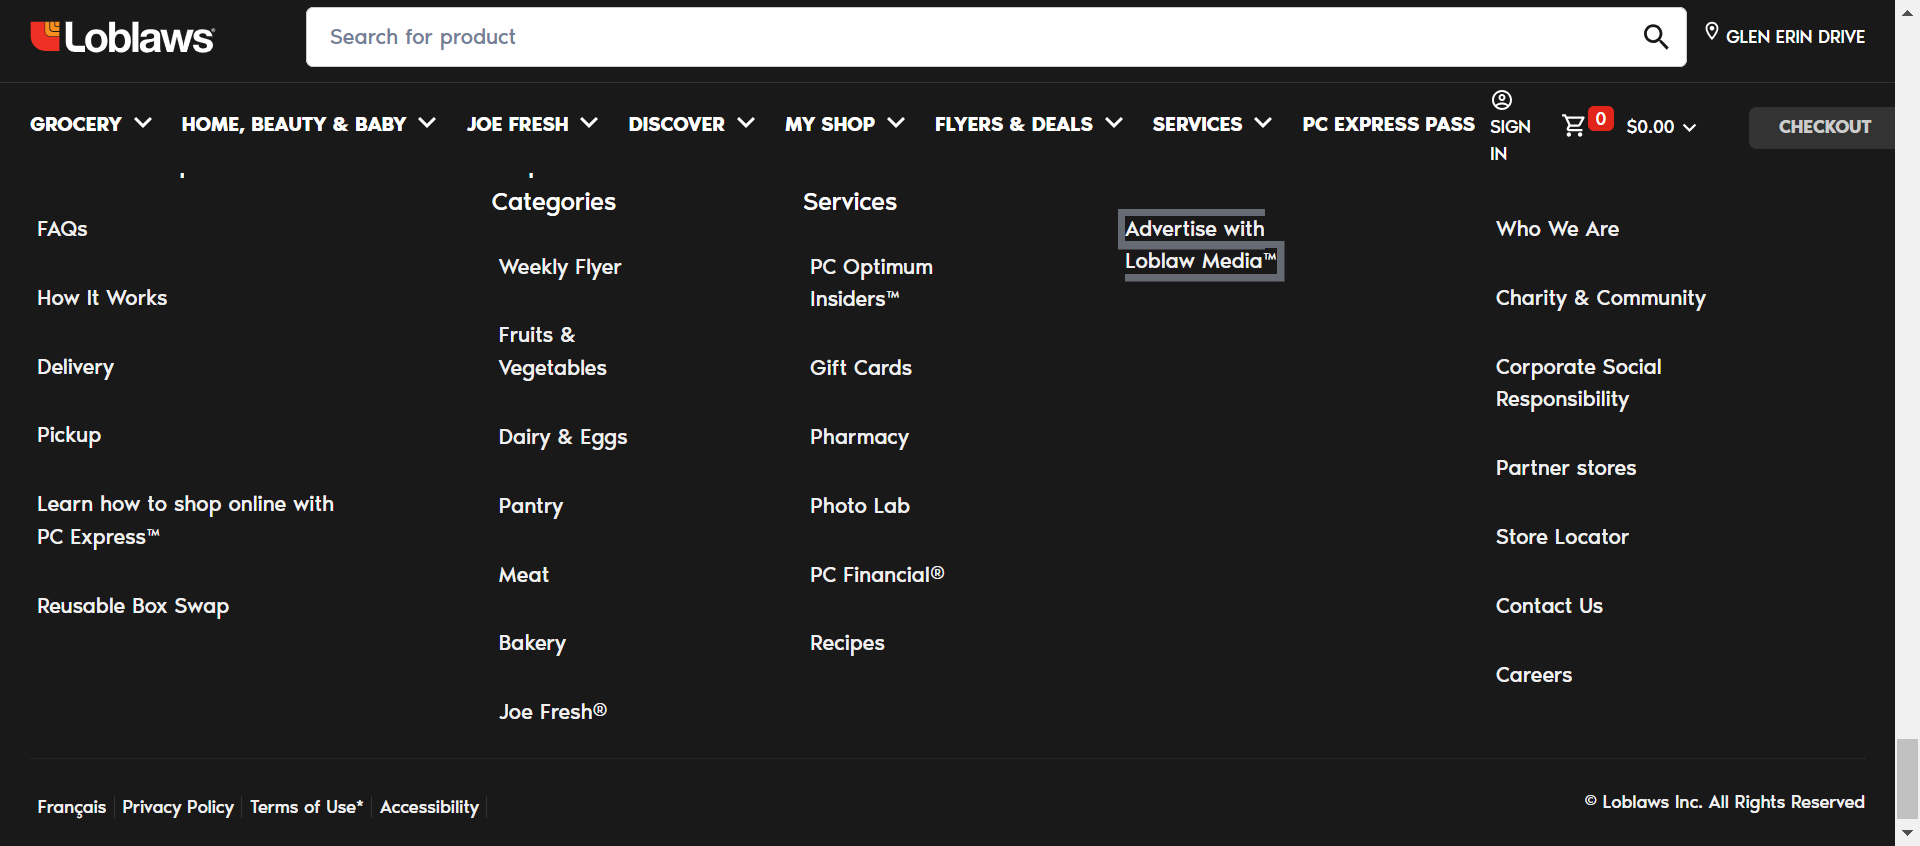 Loblaws
Search for product
GLEN ERIN DRIVE
GROCERY
HOME, BEAUTY & BABY
JOE FRESH
DISCOVER
MY SHOP
FLYERS & DEALS
SERVICES
PC EXPRESS PASS
SIGN
IN
0
$0.00
CHECKOUT
FAQs
How It Works
Delivery
Pickup
Learn how to shop online with
PC Express™
Reusable Box Swap
Categories
Weekly Flyer
Fruits &
Vegetables
Dairy & Eggs
Pantry
Meat
Bakery
Joe Fresh®
Services
PC Optimum
Insiders™
Gift Cards
Pharmacy
Photo Lab
PC Financial®
Recipes
Advertise with
Loblaw Media™
Who We Are
Charity & Community
Corporate Social
Responsibility
Partner stores
Store Locator
Contact Us
Careers
Français
Privacy Policy
Terms of Use*
Accessibility
© Loblaws Inc. All Rights Reserved